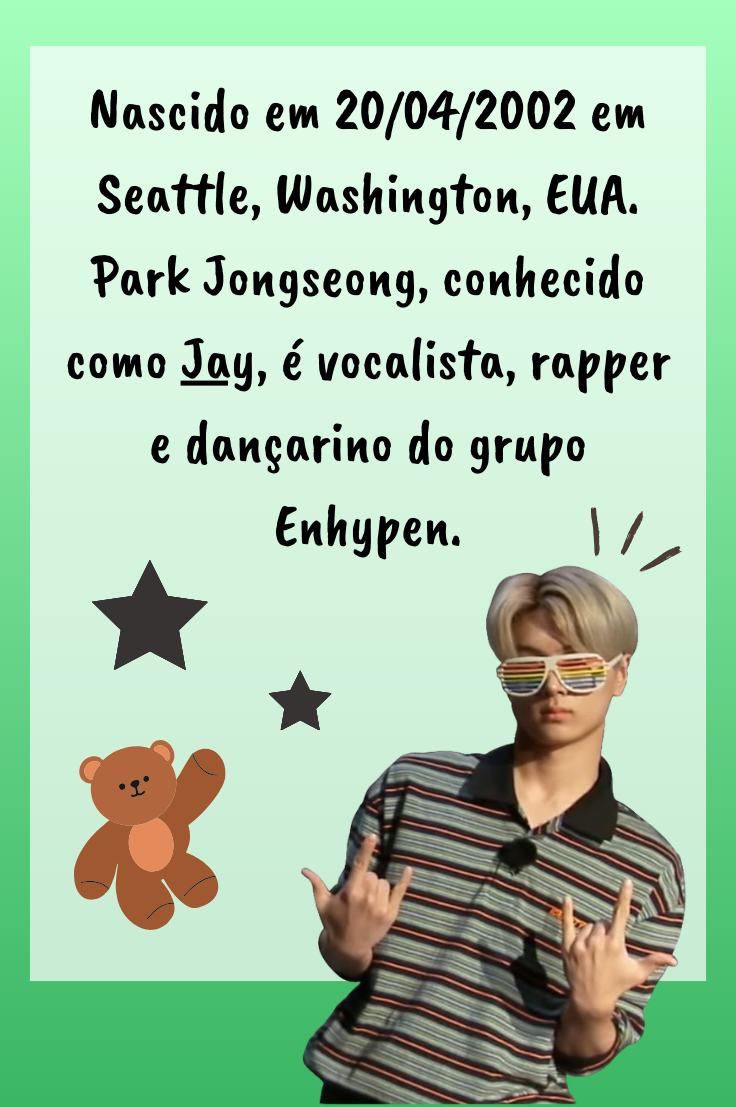 Nascido em 20/04/2002 em
Seattle, Washington, EUA.
Park Jongseong, conhecido
como Jay, é vocalista, rapper
e dançarino do grupo
Enhypen.